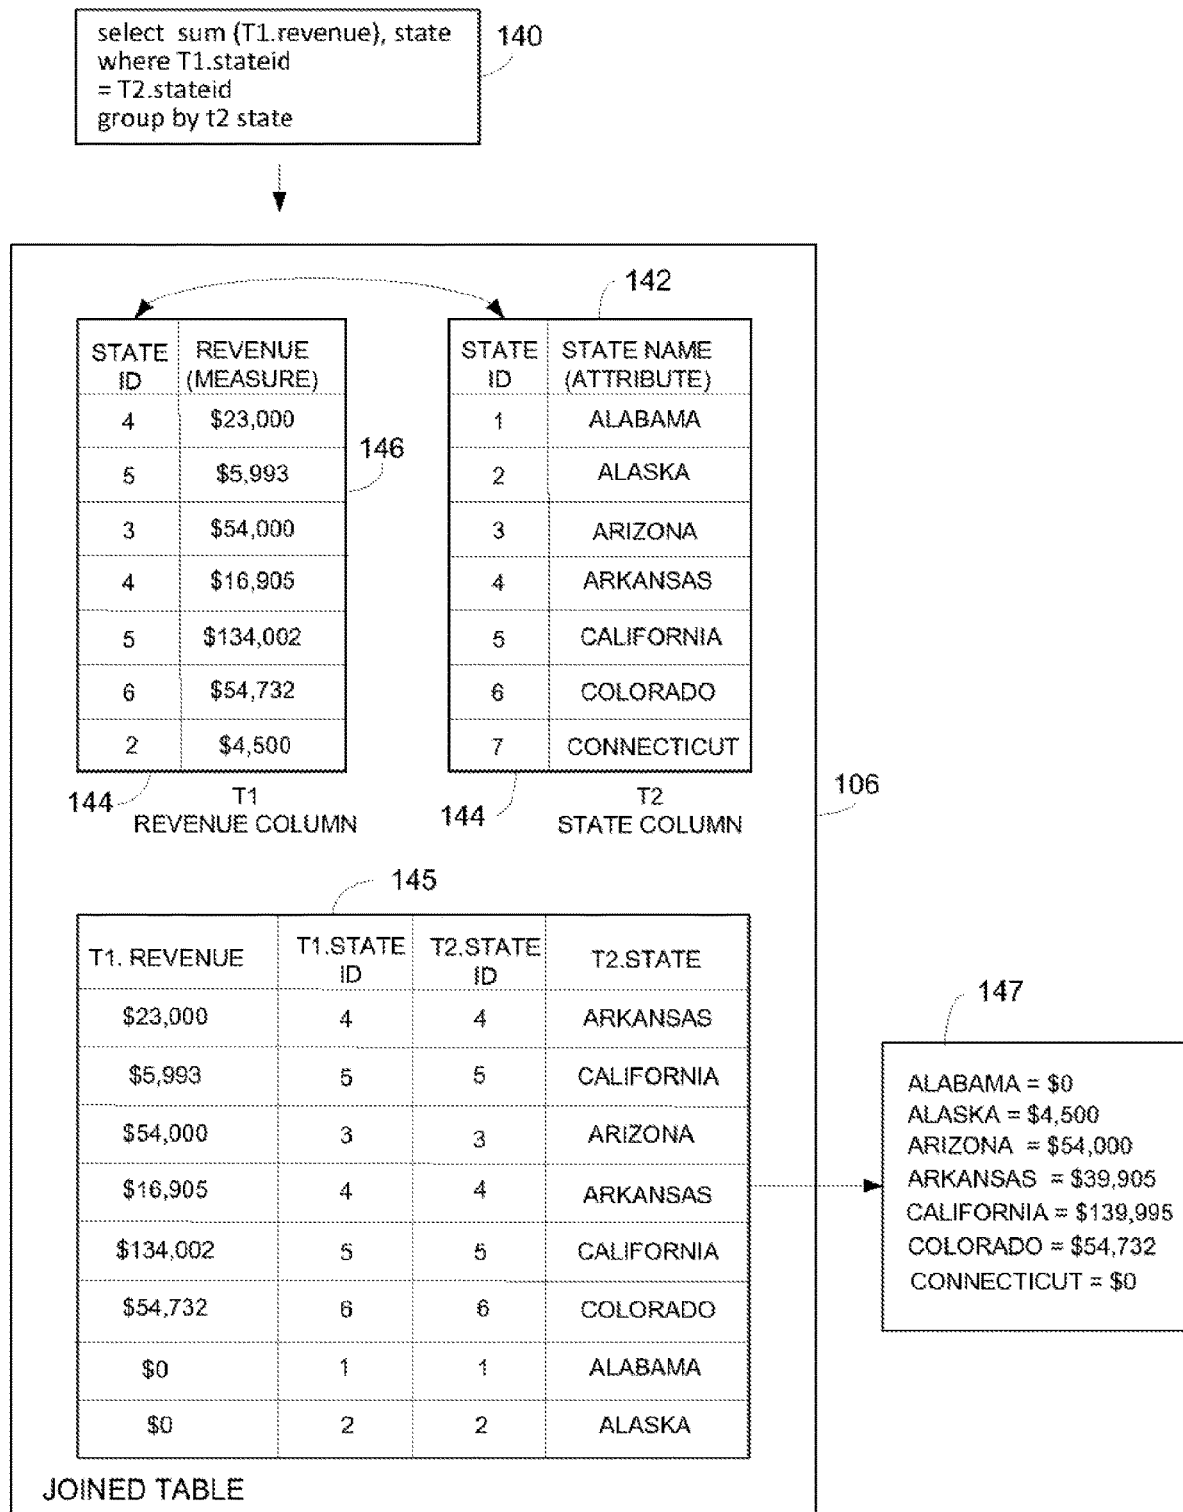 select sum (T1.revenue), state
where T1.stateid
= T2.stateid
group by t2 state
140
142
STATE ID REVENUE (MEASURE)
4 $23,000
5 $5,993
3 $54,000
4 $16,905
5 $134,002
6 $54,732
2 $4,500
146
144
T1
REVENUE COLUMN
STATE ID STATE NAME (ATTRIBUTE)
1 ALABAMA
2 ALASKA
3 ARIZONA
4 ARKANSAS
5 CALIFORNIA
6 COLORADO
7 CONNECTICUT
144
T2
STATE COLUMN
106
145
T1. REVENUE T1.STATE ID T2.STATE ID T2.STATE
$23,000 4 4 ARKANSAS
$5,993 5 5 CALIFORNIA
$54,000 3 3 ARIZONA
$16,905 4 4 ARKANSAS
$134,002 5 5 CALIFORNIA
$54,732 6 6 COLORADO
$0 1 1 ALABAMA
$0 2 2 ALASKA
JOINED TABLE
147
ALABAMA = $0
ALASKA = $4,500
ARIZONA = $54,000
ARKANSAS = $39,905
CALIFORNIA = $139,995
COLORADO = $54,732
CONNECTICUT = $0